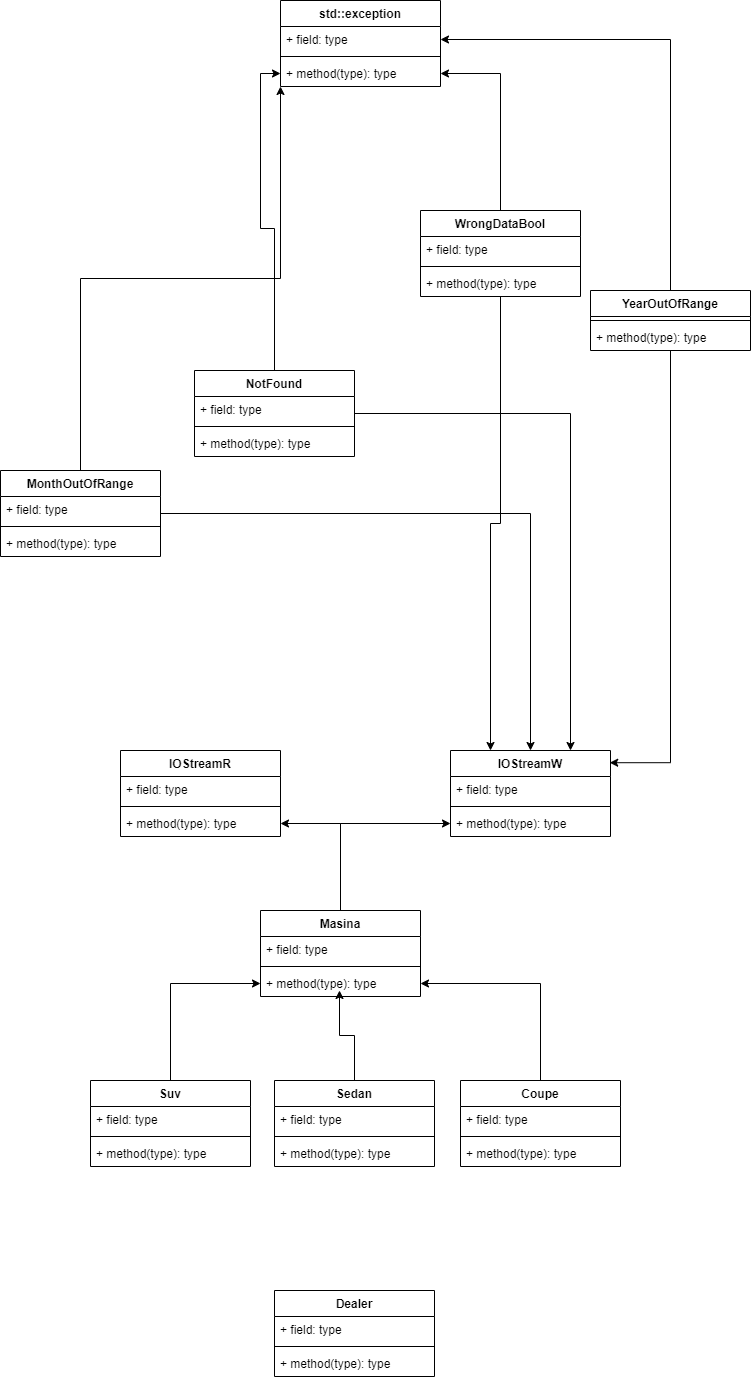 std::exception
+ field: type
+ method(type): type
WrongDataBool
+ field: type
+ method(type): type
YearOutOfRange
+ method(type): type
NotFound
+ field: type
+ method(type): type
MonthOutOfRange
+ field: type
+ method(type): type
IOStreamR
+ field: type
+ method(type): type
IOStreamW
+ field: type
+ method(type): type
Masina
+ field: type
+ method(type): type
Suv
+ field: type
+ method(type): type
Sedan
+ field: type
+ method(type): type
Coupe
+ field: type
+ method(type): type
Dealer
+ field: type
+ method(type): type